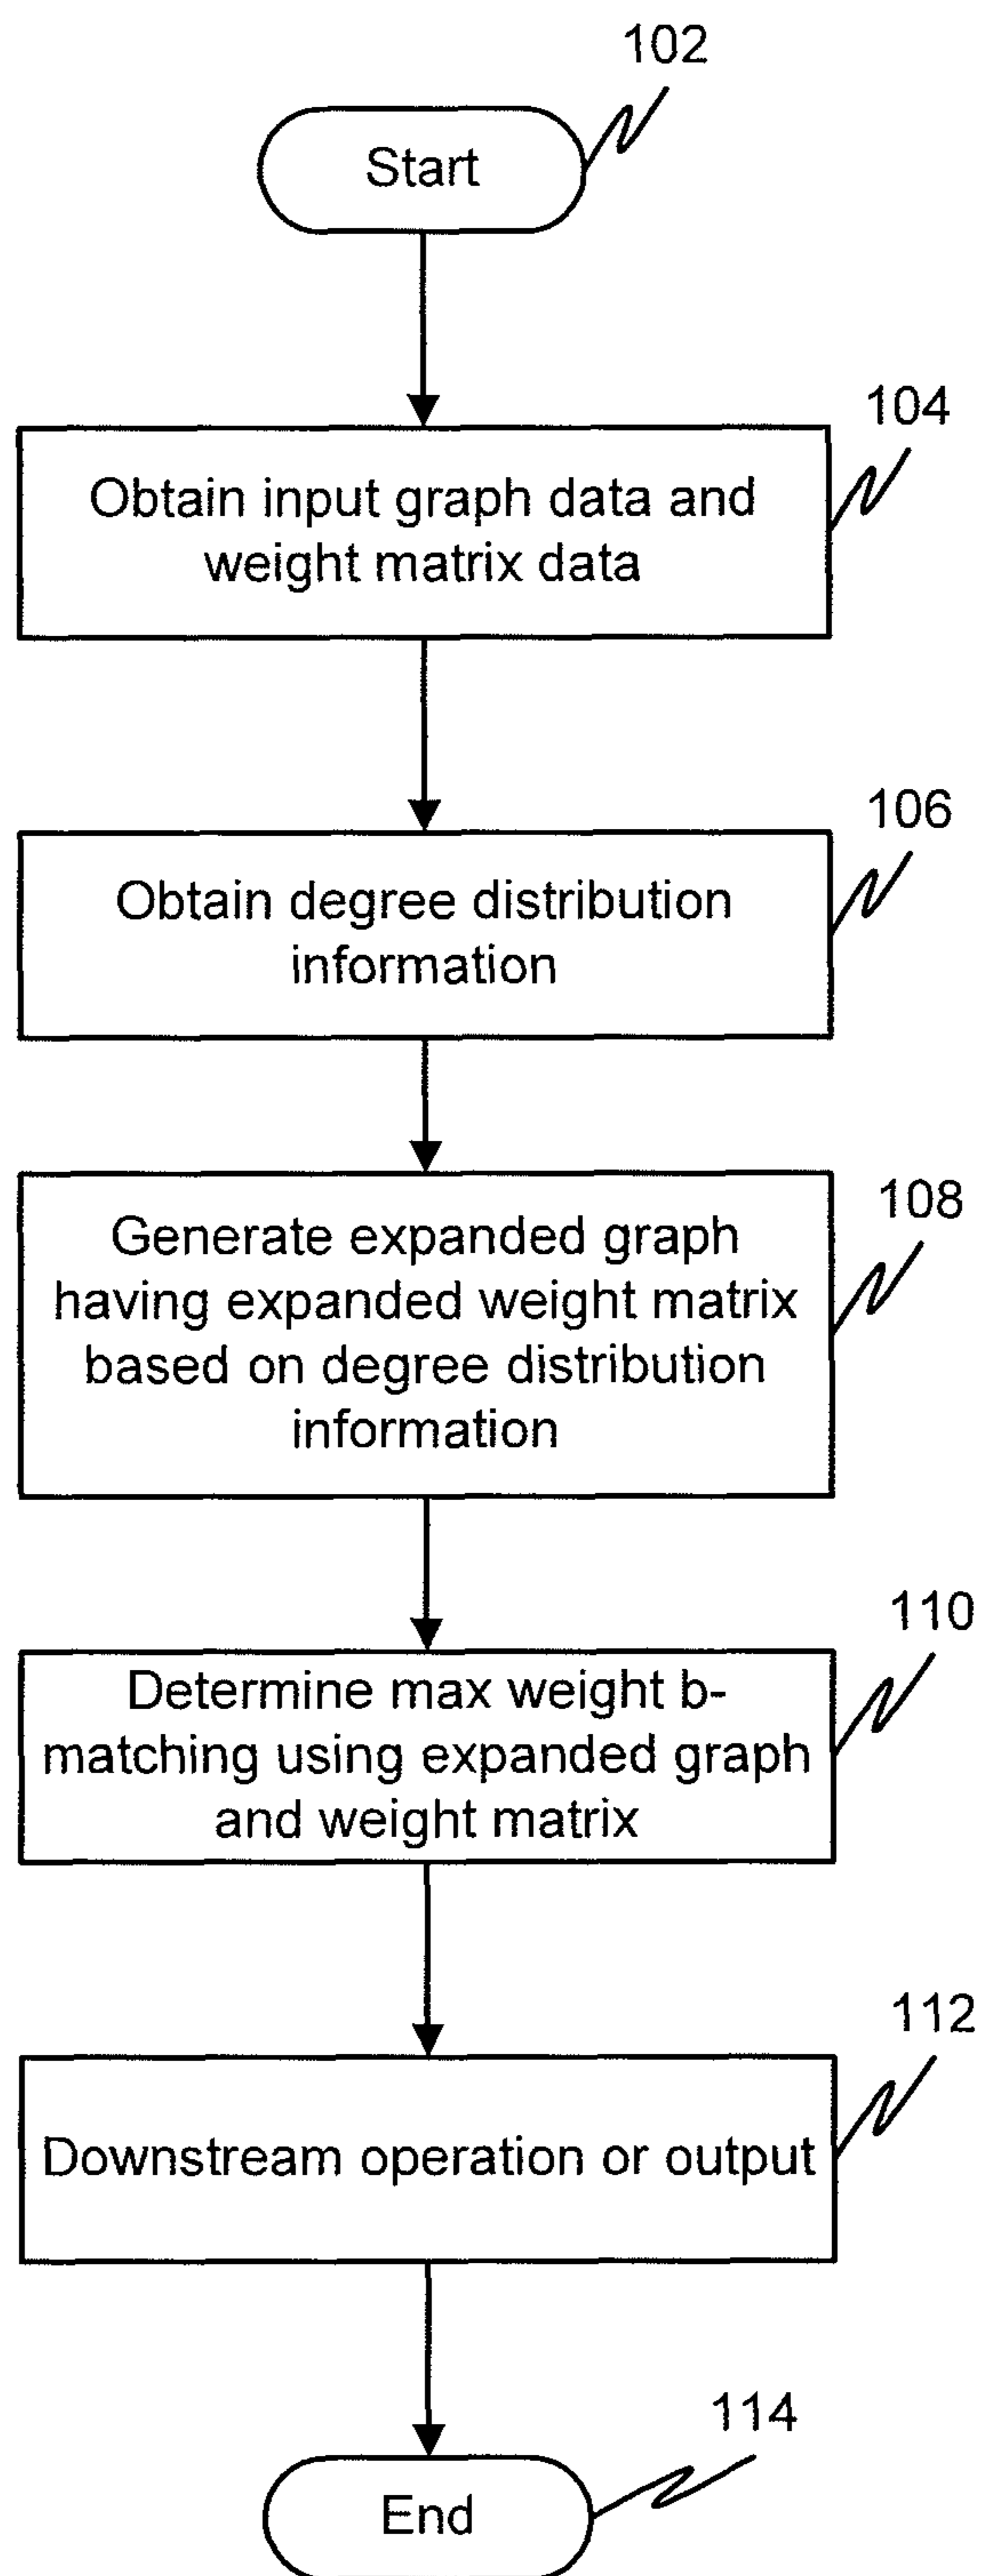 102
Start
104
Obtain input graph data and
weight matrix data
106
Obtain degree distribution
information
108
Generate expanded graph
having expanded weight matrix
based on degree distribution
information
110
Determine max weight b-
matching using expanded graph
and weight matrix
112
Downstream operation or output
114
End